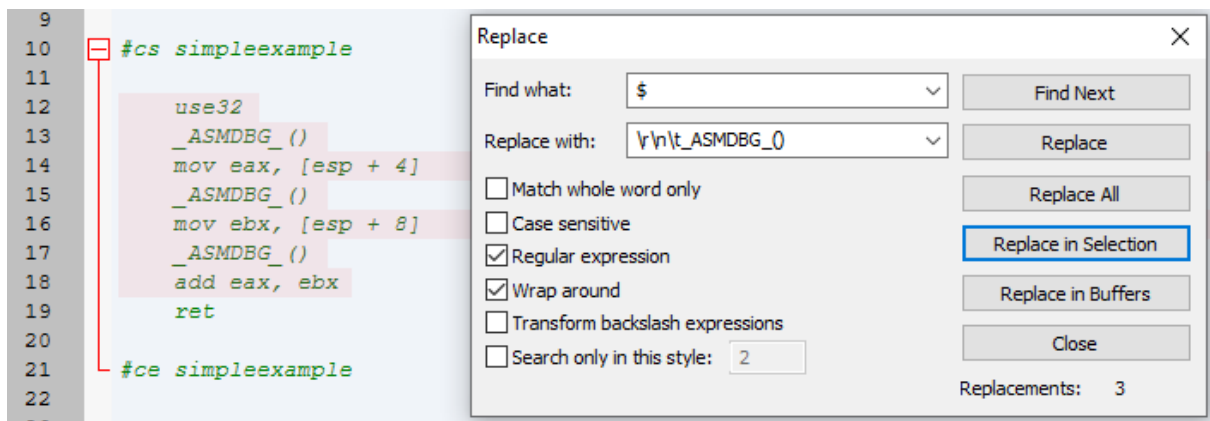 9
10 #cs simpleexample
11
12 use32
13 _ASMDBG_()
14 mov eax, [esp + 4]
15 _ASMDBG_()
16 mov ebx, [esp + 8]
17 _ASMDBG_()
18 add eax, ebx
19 ret
20
21 #ce simpleexample
22
Replace
Find what: $ Find Next
Replace with: \r\n\t_ASMDBG_() Replace
Match whole word only Replace All
Case sensitive
Regular expression Replace in Selection
Wrap around Replace in Buffers
Transform backslash expressions
Search only in this style: 2 Close
Replacements: 3